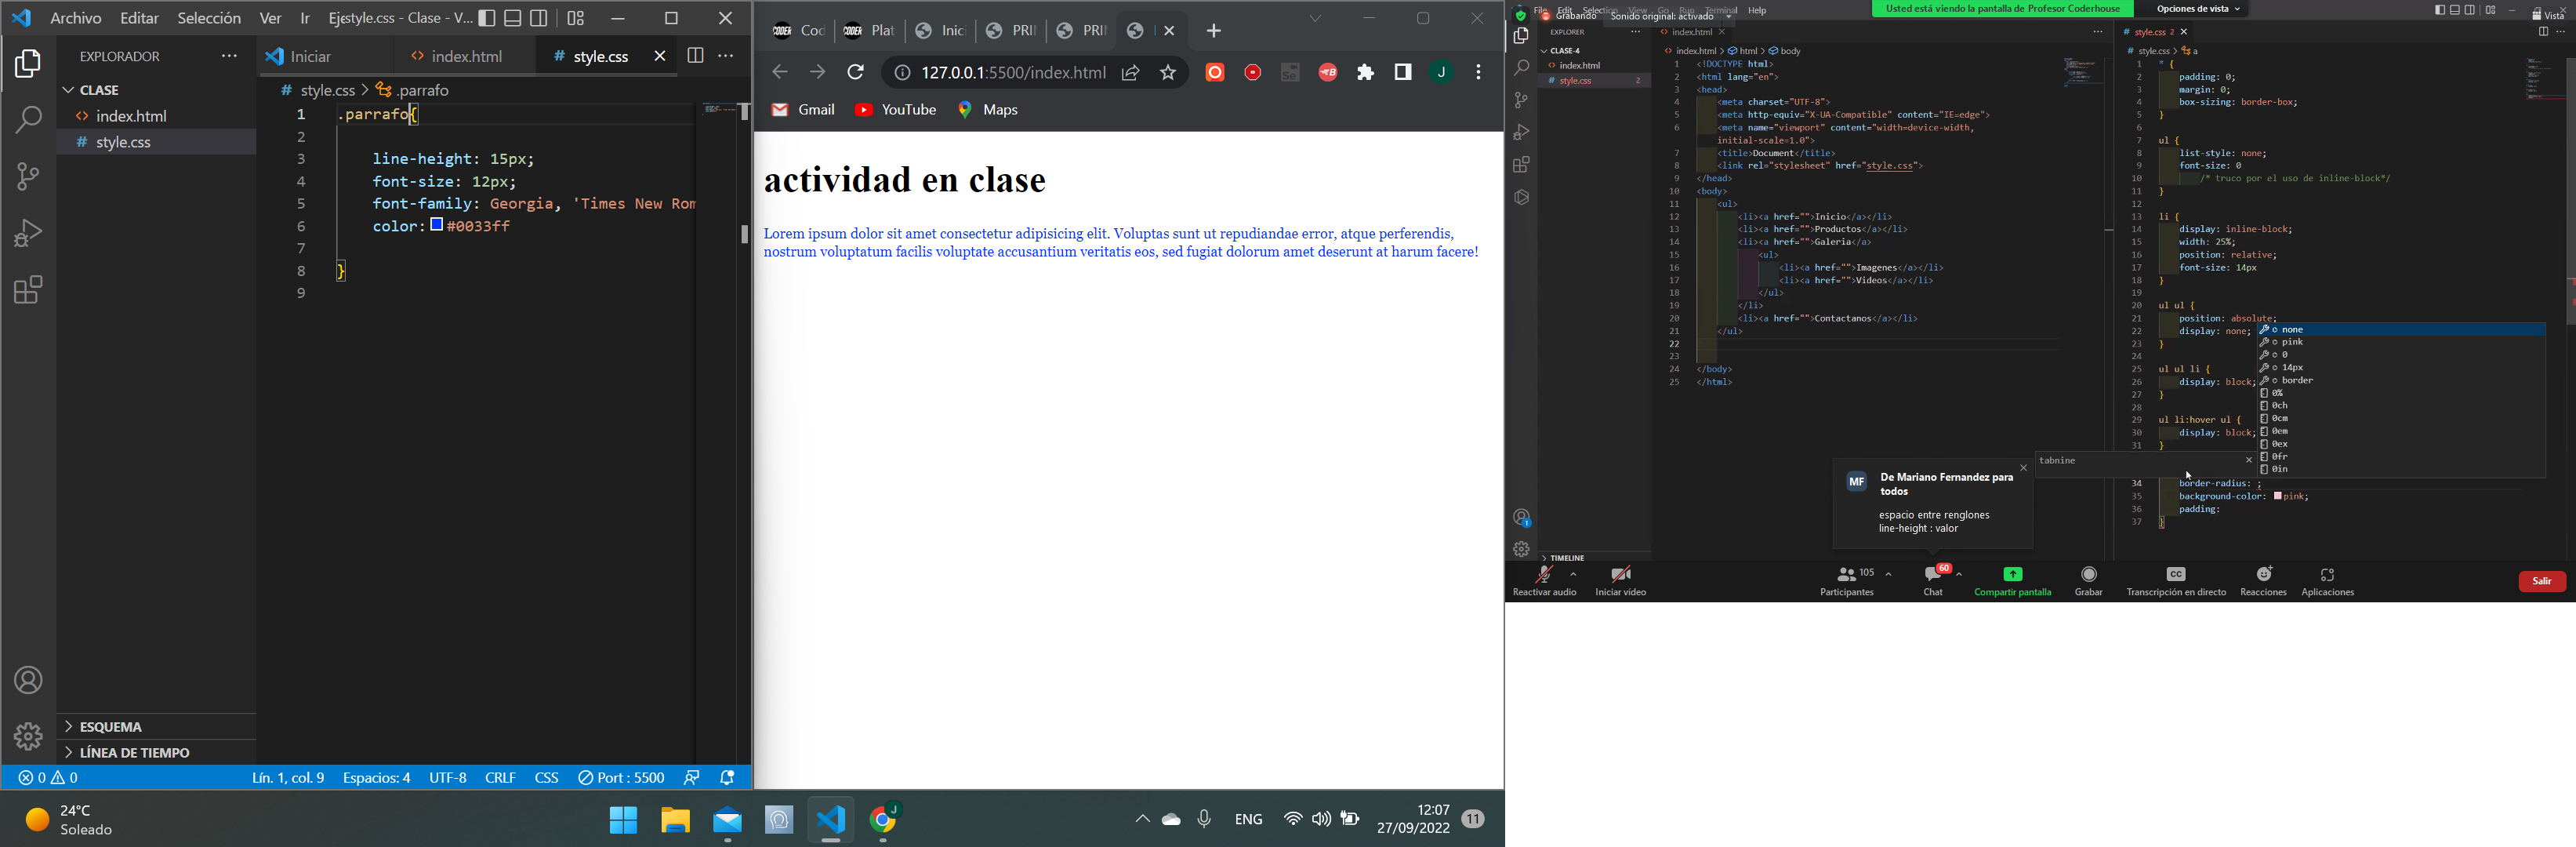 Archivo Editar Selección Ver Ir Eje style.css - Clase - V...
EXPLORADOR
CLASE
index.html
style.css
ESQUEMA
LÍNEA DE TIEMPO
Iniciar
index.html
style.css
style.css > .parrafo
1 .parrafo{
2
3 line-height: 15px;
4 font-size: 12px;
5 font-family: Georgia, 'Times New Rom
6 color: #0033ff
7
8 }
9
0 0 Lín. 1, col. 9 Espacios: 4 UTF-8 CRLF CSS Port : 5500
Cod Plat Inic PRI PRI
127.0.0.1:5500/index.html
Gmail YouTube Maps
actividad en clase
Lorem ipsum dolor sit amet consectetur adipisicing elit. Voluptas sunt ut repudiandae error, atque perferendis,
nostrum voluptatum facilis voluptate accusantium veritatis eos, sed fugiat dolorum amet deserunt at harum facere!
24°C
Soleado
ENG
12:07
27/09/2022
11
File Edit Selection View Go Run Terminal Help
Grabando Sonido original: activado
Usted está viendo la pantalla de Profesor Coderhouse
Opciones de vista
Vista
EXPLORER
CLASE-4
index.html
style.css 2
TIMELINE
index.html
index.html > html > body
1 <!DOCTYPE html>
2 <html lang="en">
3 <head>
4 <meta charset="UTF-8">
5 <meta http-equiv="X-UA-Compatible" content="IE=edge">
6 <meta name="viewport" content="width=device-width,
initial-scale=1.0">
7 <title>Document</title>
8 <link rel="stylesheet" href="style.css">
9 </head>
10 <body>
11 <ul>
12 <li><a href="">Inicio</a></li>
13 <li><a href="">Productos</a></li>
14 <li><a href="">Galeria</a>
15 <ul>
16 <li><a href="">Imagenes</a></li>
17 <li><a href="">Videos</a></li>
18 </ul>
19 </li>
20 <li><a href="">Contactanos</a></li>
21 </ul>
22
23
24 </body>
25 </html>
style.css 2
style.css > a
1 * {
2 padding: 0;
3 margin: 0;
4 box-sizing: border-box;
5 }
6
7 ul {
8 list-style: none;
9 font-size: 0
10 /* truco por el uso de inline-block*/
11 }
12
13 li {
14 display: inline-block;
15 width: 25%;
16 position: relative;
17 font-size: 14px
18 }
19
20 ul ul {
21 position: absolute;
22 display: none;
23 }
24
25 ul ul li {
26 display: block;
27 }
28
29 ul li:hover ul {
30 display: block;
31 }
34 border-radius: ;
35 background-color: pink;
36 padding:
37 }
none
pink
0
14px
border
0%
0ch
0cm
0em
0ex
0fr
0in
tabnine
MF
De Mariano Fernandez para
todos
espacio entre renglones
line-height : valor
Reactivar audio
Iniciar video
105
Participantes
60
Chat
Compartir pantalla
Grabar
CC
Transcripción en directo
Reacciones
Aplicaciones
Salir